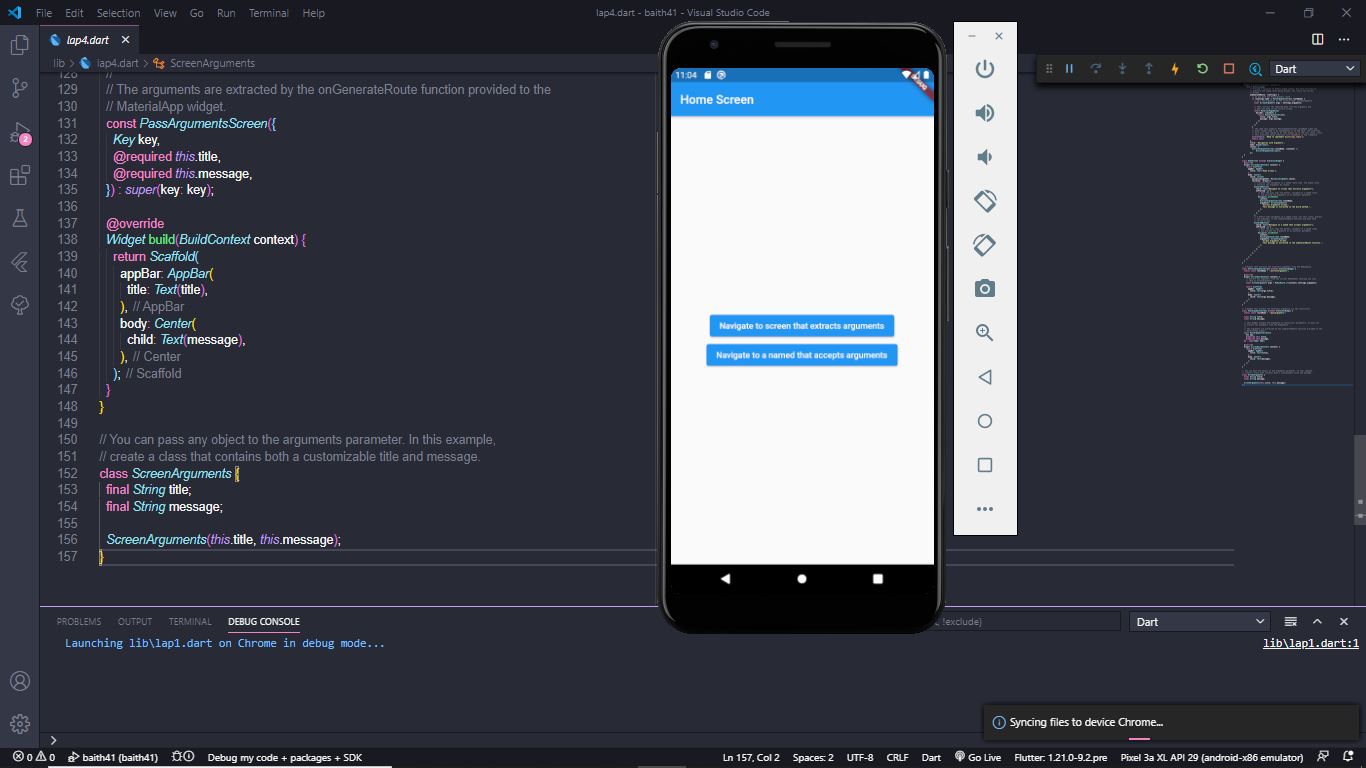 File Edit Selection View Go Run Terminal Help
lap4.dart - baith41 - Visual Studio Code
lap4.dart
lib > lap4.dart > ScreenArguments
Dart
128 //
129 // The arguments are extracted by the onGenerateRoute function provided to the
130 // MaterialApp widget.
131 const PassArgumentsScreen({
132 Key key,
133 @required this.title,
134 @required this.message,
135 }) : super(key: key);
136
137 @override
138 Widget build(BuildContext context) {
139 return Scaffold(
140 appBar: AppBar(
141 title: Text(title),
142 ), // AppBar
143 body: Center(
144 child: Text(message),
145 ), // Center
146 ); // Scaffold
147 }
148 }
149
150 // You can pass any object to the arguments parameter. In this example,
151 // create a class that contains both a customizable title and message.
152 class ScreenArguments {
153 final String title;
154 final String message;
155
156 ScreenArguments(this.title, this.message);
157 }
11:04
Home Screen
Navigate to screen that extracts arguments
Navigate to a named that accepts arguments
2
PROBLEMS OUTPUT TERMINAL DEBUG CONSOLE
!exclude)
Dart
Launching lib\lap1.dart on Chrome in debug mode...
lib\lap1.dart:1
Syncing files to device Chrome...
>
0 0 baith41 (baith41) Debug my code + packages + SDK
Ln 157, Col 2 Spaces: 2 UTF-8 CRLF Dart Go Live Flutter: 1.21.0-9.2.pre Pixel 3a XL API 29 (android-x86 emulator)